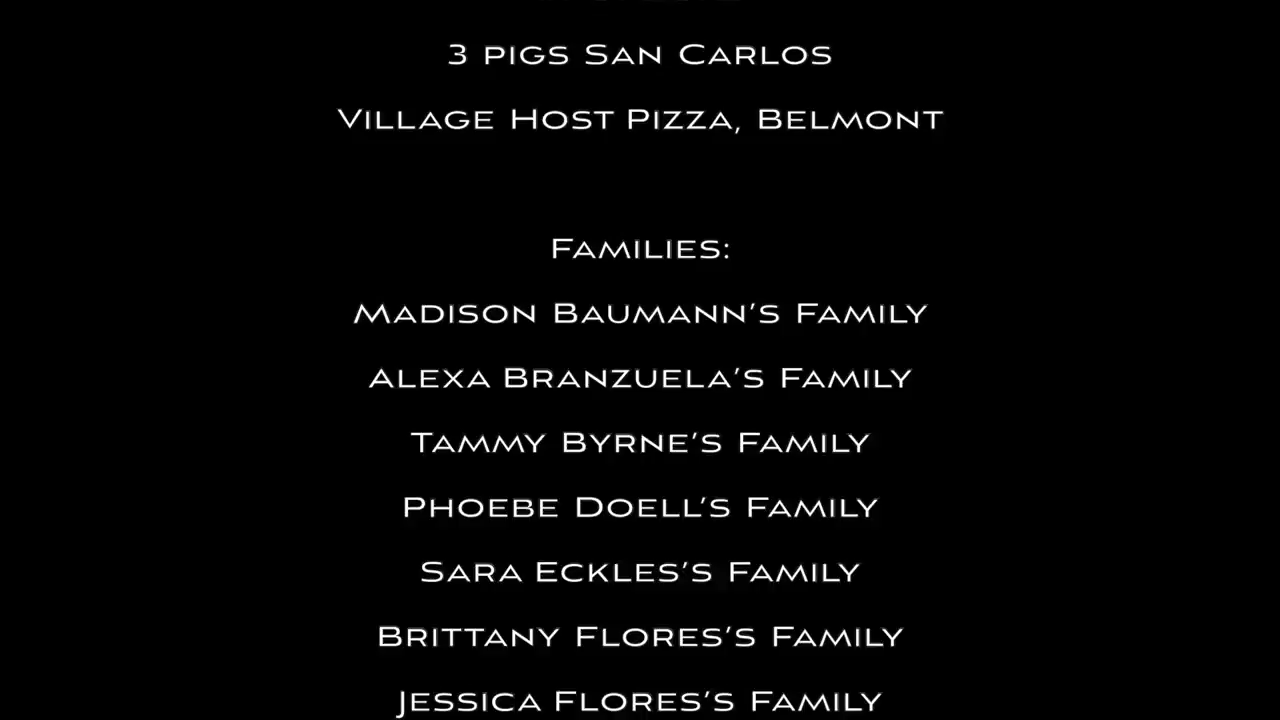 3 pigs San Carlos
Village Host Pizza, Belmont
Families:
Madison Baumann's Family
Alexa Branzuela's Family
Tammy Byrne's Family
Phoebe Doell's Family
Sara Eckles's Family
Brittany Flores's Family
Jessica Flores's Family